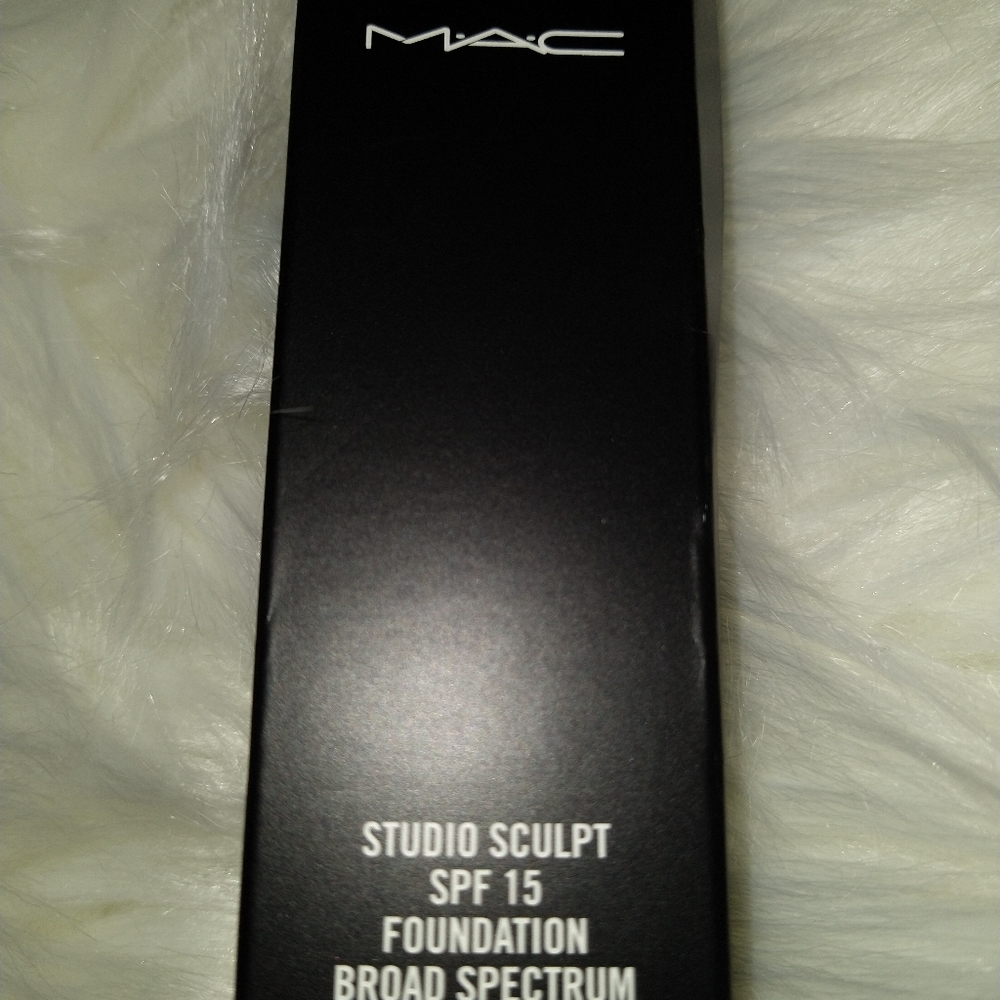 M·A·C
STUDIO SCULPT
SPF 15
FOUNDATION
BROAD SPECTRUM